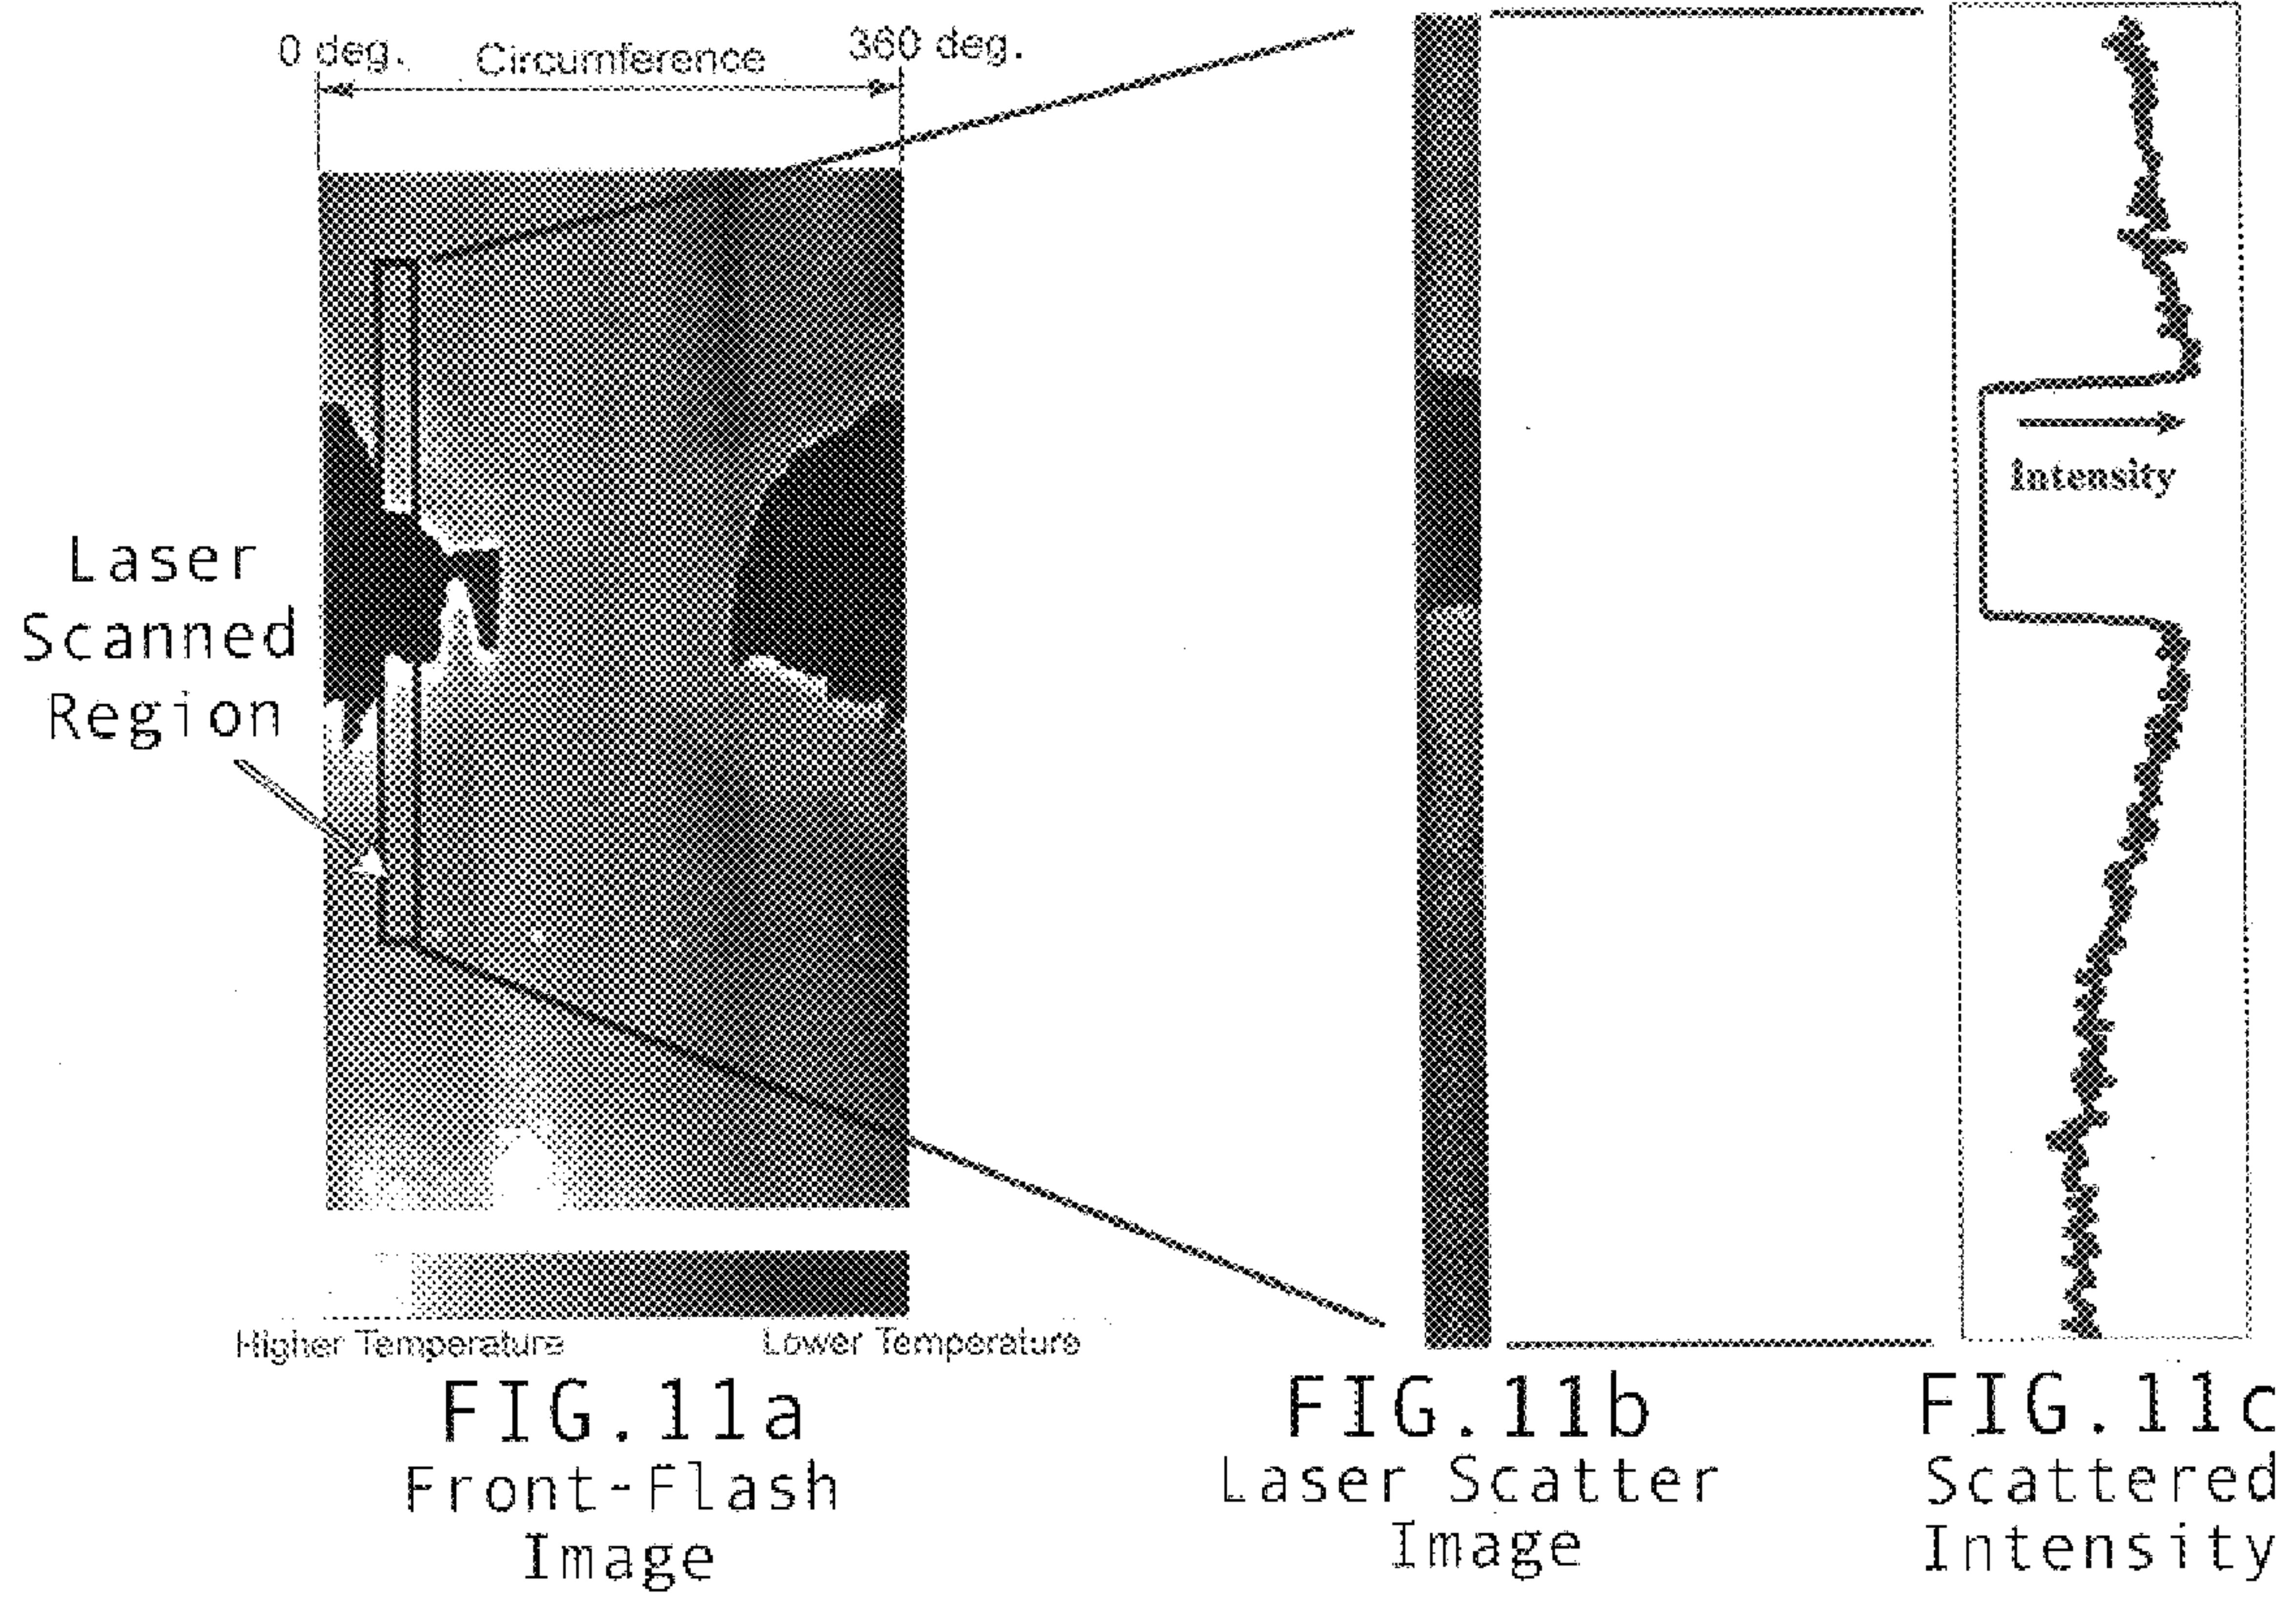 0 deg.
Circumference
360 deg.
Laser
Scanned
Region
Intensity
Higher Temperature
Lower Temperature
FIG.11a
Front-Flash
Image
FIG.11b
Laser Scatter
Image
FIG.11c
Scattered
Intensity